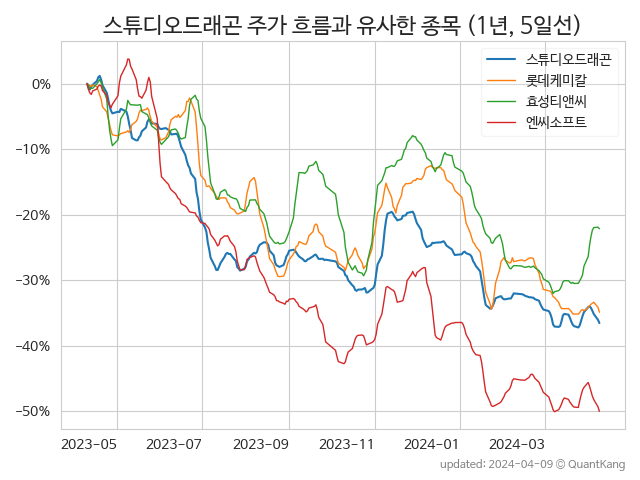 스튜디오드래곤 주가 흐름과 유사한 종목 (1년, 5일선)
스튜디오드래곤
롯데케미칼
효성티앤씨
엔씨소프트
0%
−10%
−20%
−30%
−40%
−50%
2023-05 2023-07 2023-09 2023-11 2024-01 2024-03
updated: 2024-04-09 © QuantKang